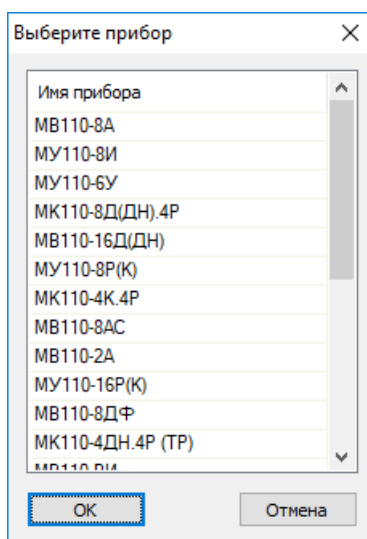 Выберите прибор
Имя прибора
МВ110-8А
МУ110-8И
МУ110-6У
МК110-8Д(ДН).4Р
МВ110-16Д(ДН)
МУ110-8Р(К)
МК110-4К.4Р
МВ110-8АС
МВ110-2А
МУ110-16Р(К)
МВ110-8ДФ
МК110-4ДН.4Р (ТР)
ОК
Отмена